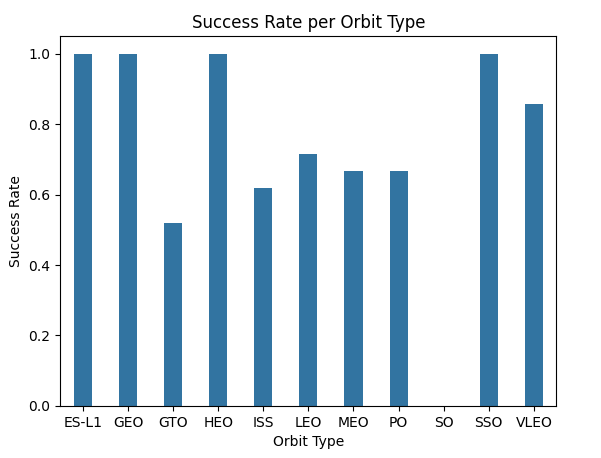 Success Rate per Orbit Type
Success Rate
1.0
0.8
0.6
0.4
0.2
0.0
ES-L1 GEO GTO HEO ISS LEO MEO PO SO SSO VLEO
Orbit Type